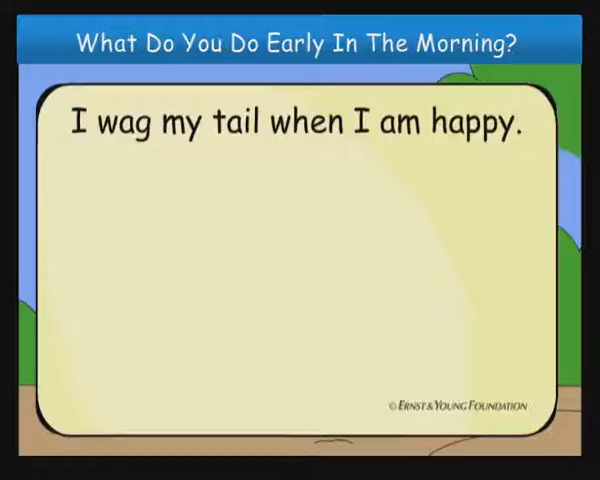 What Do You Do Early In The Morning?
I wag my tail when I am happy.
© ERNST & YOUNG FOUNDATION